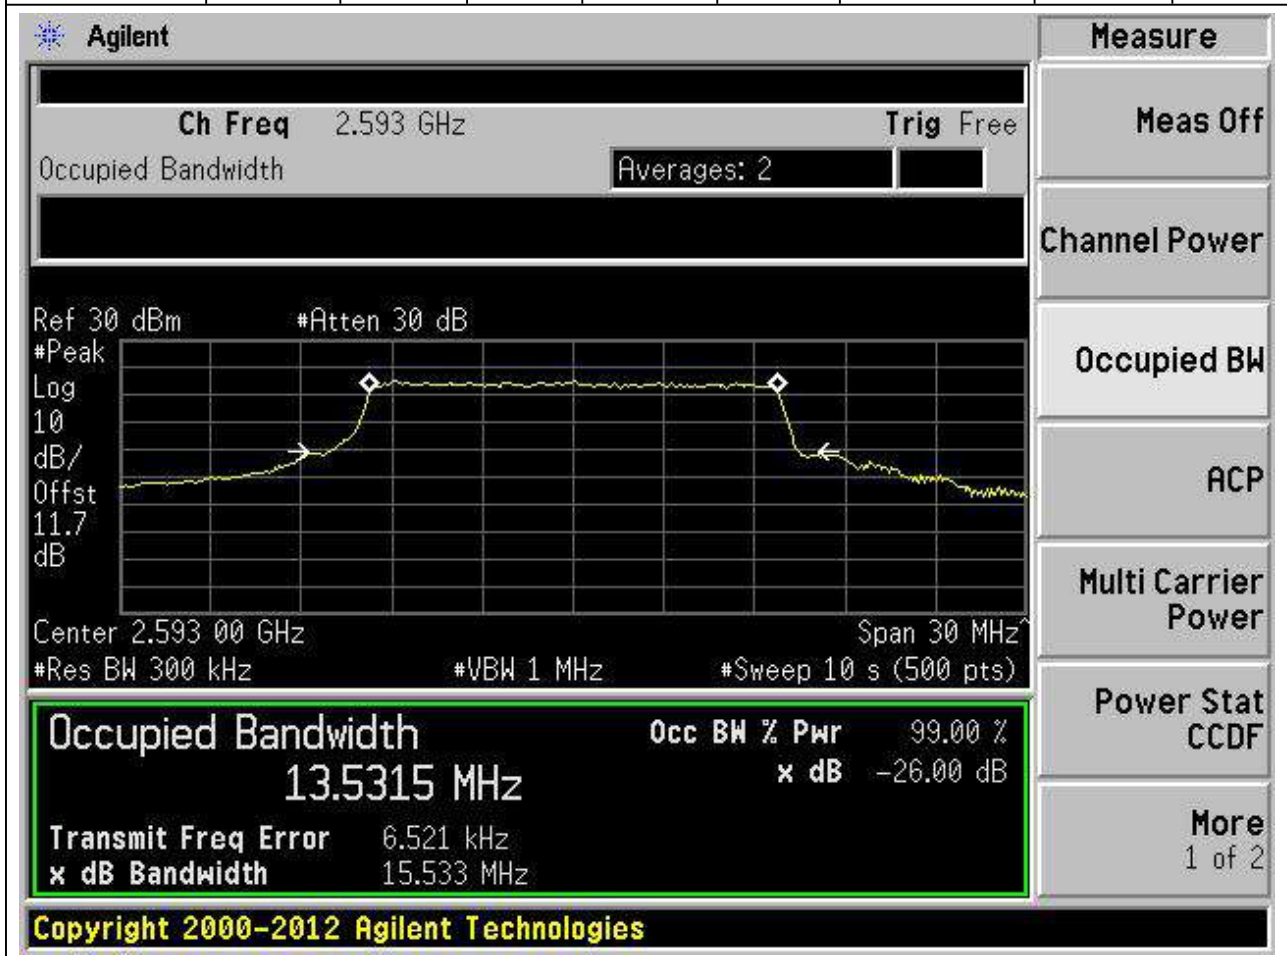 Agilent
Measure
Ch Freq 2.593 GHz Trig Free
Meas Off
Occupied Bandwidth Averages: 2
Channel Power
Ref 30 dBm #Atten 30 dB
#Peak
Log
10
dB/
Offst
11.7
dB
Occupied BW
ACP
Center 2.593 00 GHz Span 30 MHz^
#Res BW 300 kHz #VBW 1 MHz #Sweep 10 s (500 pts)
Multi Carrier
Power
Occupied Bandwidth Occ BW % Pwr 99.00 %
13.5315 MHz x dB -26.00 dB
Transmit Freq Error 6.521 kHz
x dB Bandwidth 15.533 MHz
Power Stat
CCDF
More
1 of 2
Copyright 2000-2012 Agilent Technologies